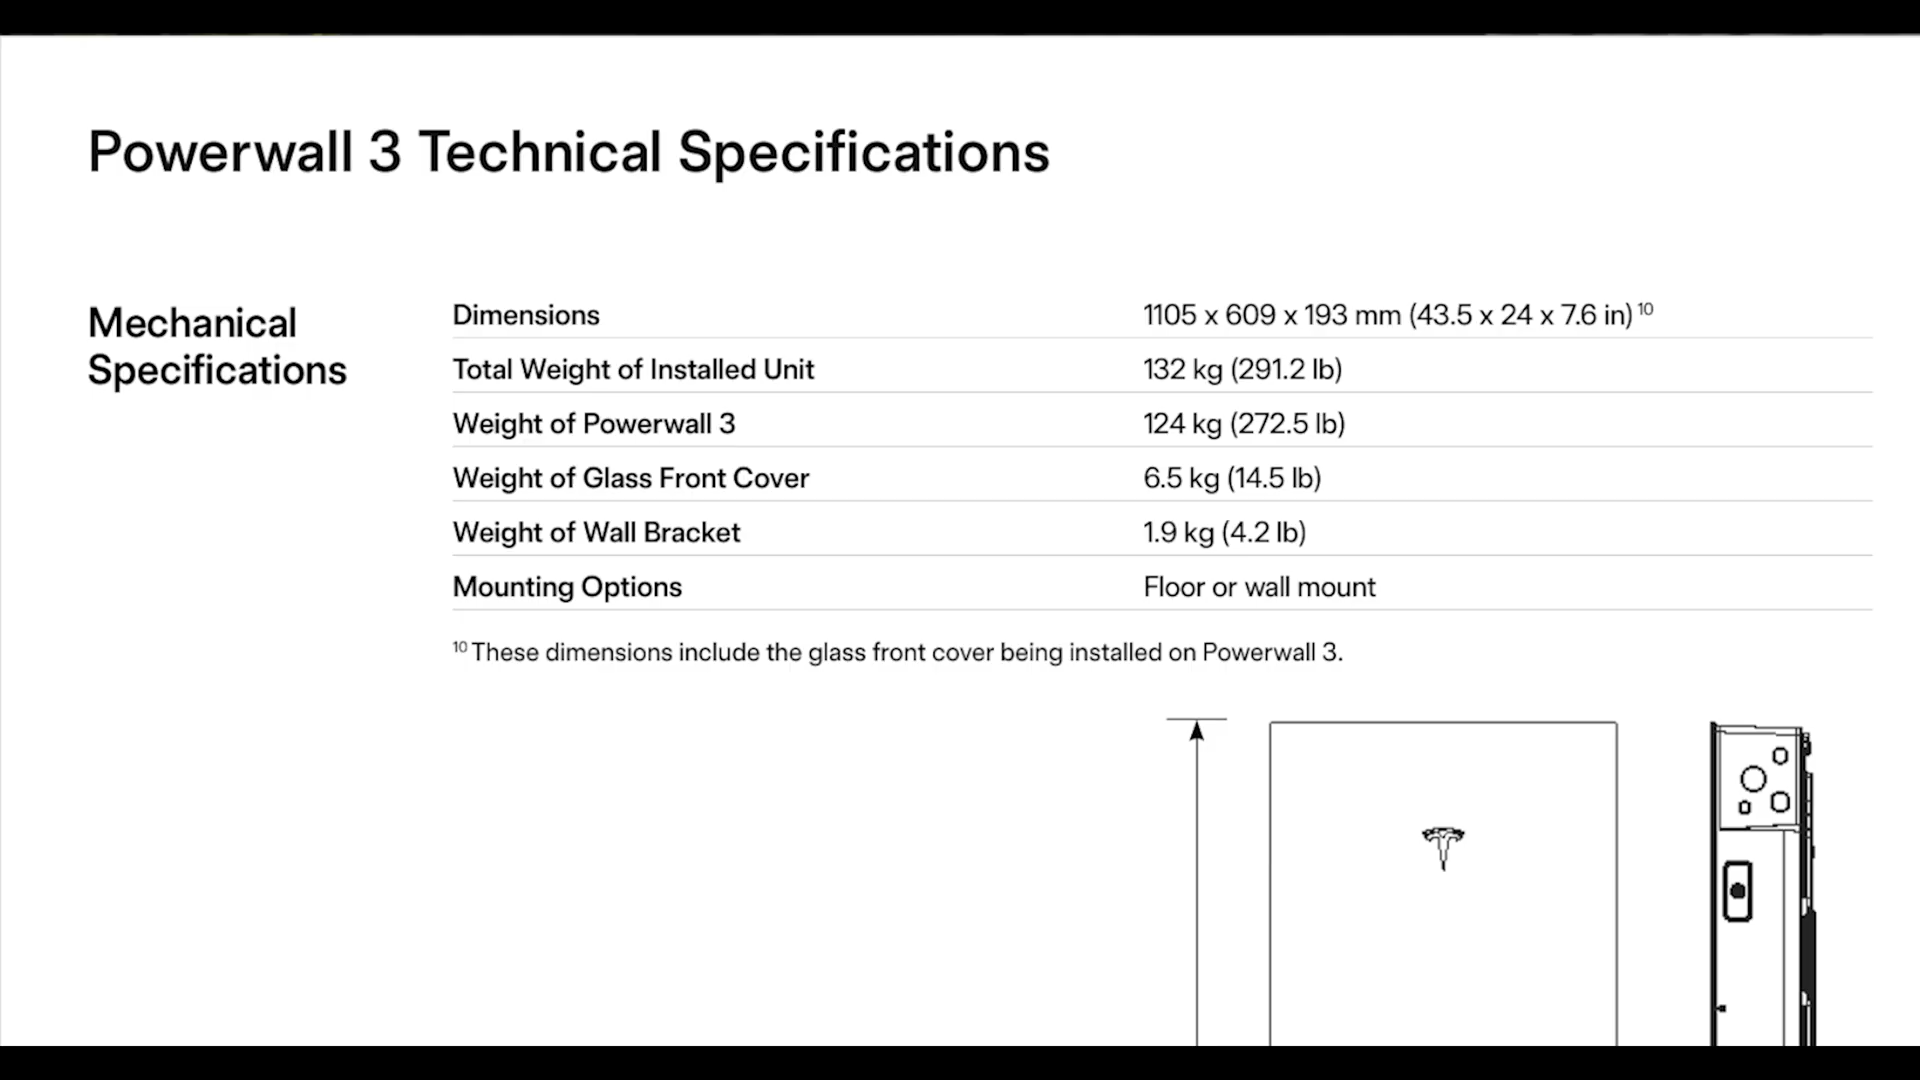 Powerwall 3 Technical Specifications
Mechanical
Specifications
Dimensions 1105 x 609 x 193 mm (43.5 x 24 x 7.6 in) ¹⁰
Total Weight of Installed Unit 132 kg (291.2 lb)
Weight of Powerwall 3 124 kg (272.5 lb)
Weight of Glass Front Cover 6.5 kg (14.5 lb)
Weight of Wall Bracket 1.9 kg (4.2 lb)
Mounting Options Floor or wall mount
¹⁰ These dimensions include the glass front cover being installed on Powerwall 3.